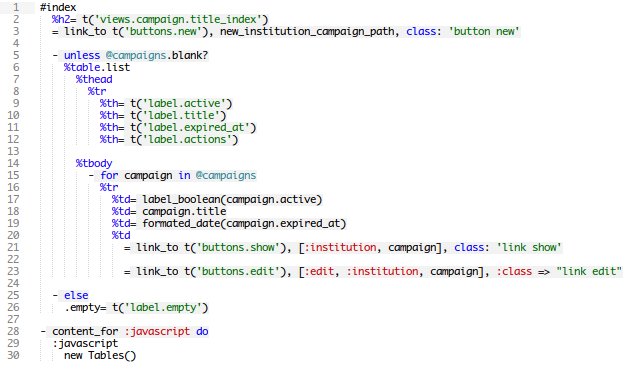 1 #index
2   %h2= t('views.campaign.title_index')
3   = link_to t('buttons.new'), new_institution_campaign_path, class: 'button new'
4
5   - unless @campaigns.blank?
6     %table.list
7       %thead
8         %tr
9           %th= t('label.active')
10           %th= t('label.title')
11           %th= t('label.expired_at')
12           %th= t('label.actions')
13
14       %tbody
15         - for campaign in @campaigns
16           %tr
17             %td= label_boolean(campaign.active)
18             %td= campaign.title
19             %td= formated_date(campaign.expired_at)
20             %td
21               = link_to t('buttons.show'), [:institution, campaign], class: 'link show'
22
23               = link_to t('buttons.edit'), [:edit, :institution, campaign], :class => "link edit"
24
25   - else
26     .empty= t('label.empty')
27
28 - content_for :javascript do
29   :javascript
30     new Tables()